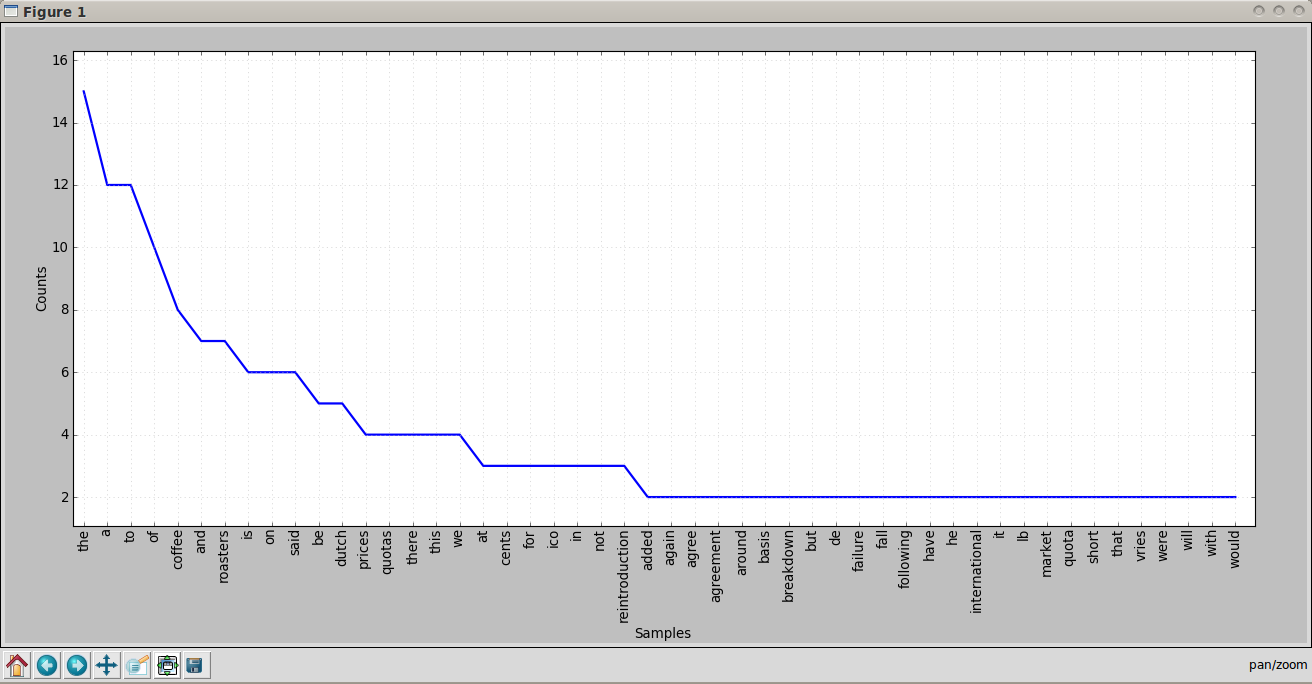 Figure 1
16
14
12
10
8
6
4
2
Counts
the
a
to
of
coffee
and
roasters
is
on
said
be
dutch
prices
quotas
there
this
we
at
cents
for
ico
in
not
reintroduction
added
again
agree
agreement
around
basis
breakdown
but
de
failure
fall
following
have
he
international
it
lb
market
quota
short
that
vries
were
will
with
would
Samples
pan/zoom